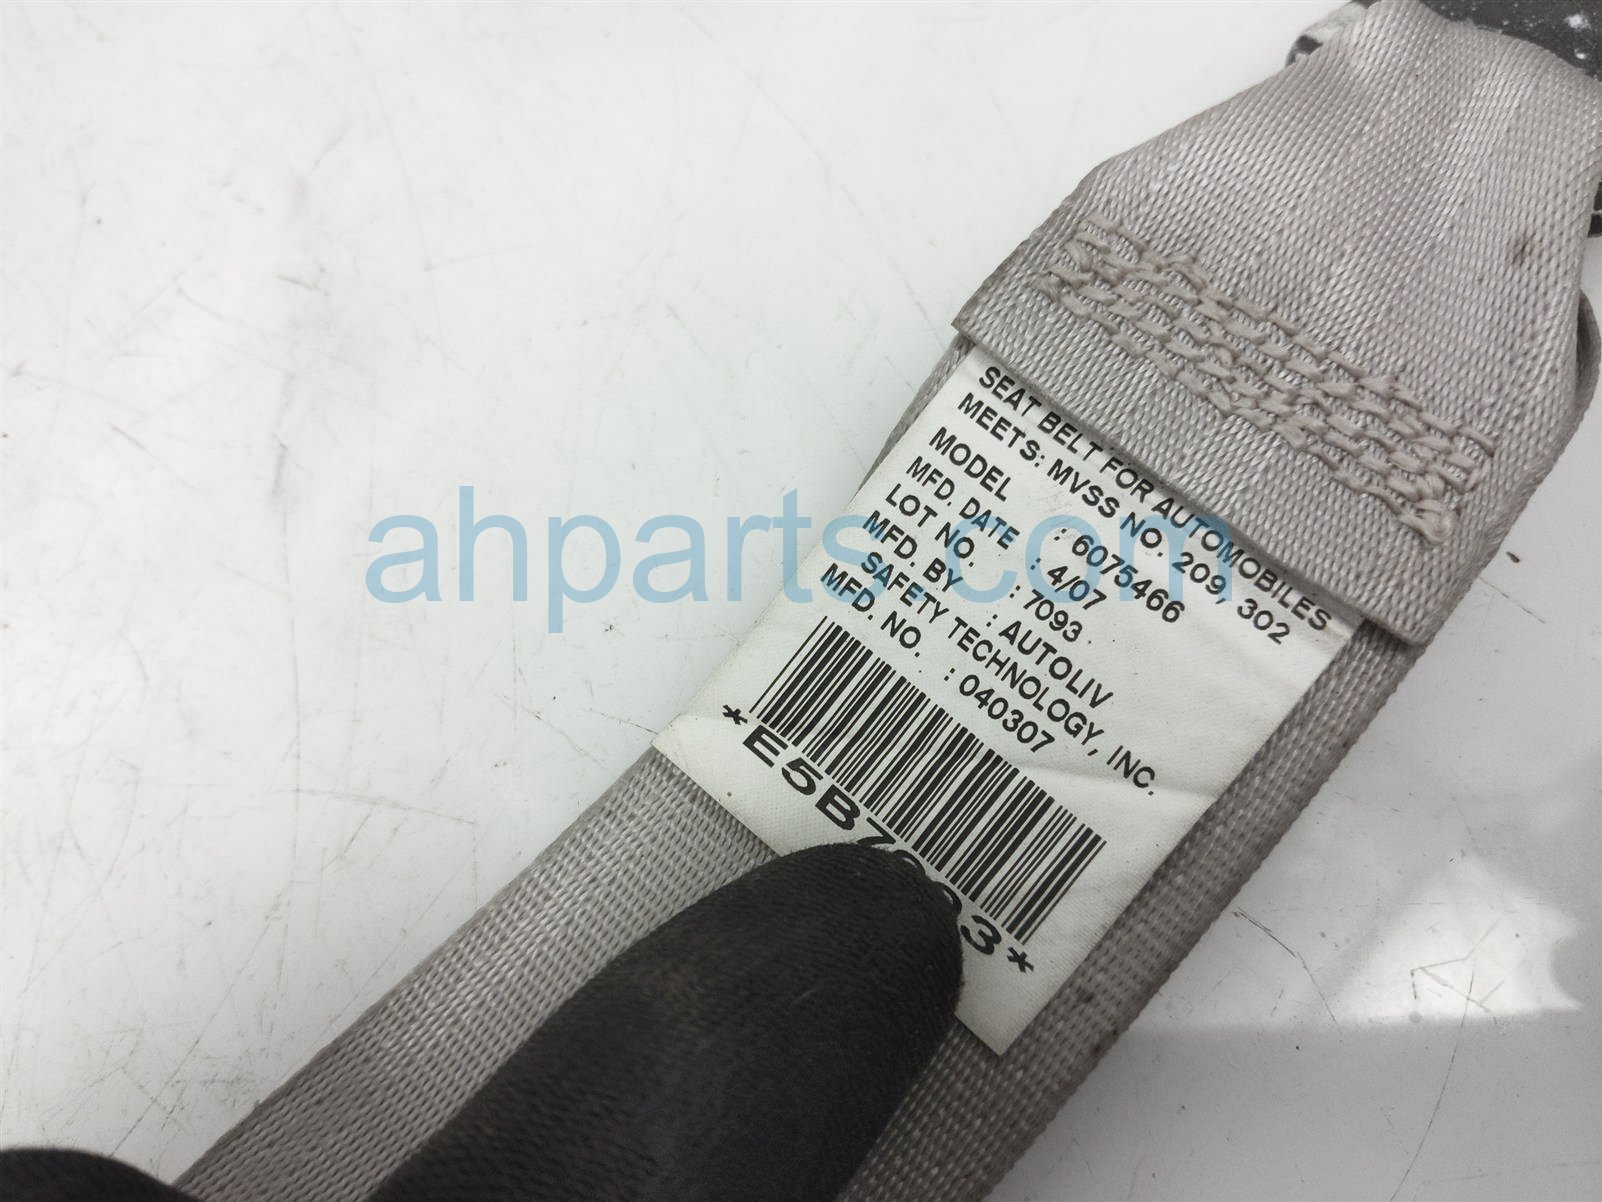 SEAT BELT FOR AUTOMOBILES
MEETS: MVSS NO. 209, 302
MODEL : 6075466
MFD. DATE : 4/07
LOT NO. : 7093
MFD. BY : AUTOLIV
SAFETY TECHNOLOGY, INC.
MFD. NO. : 040307
ahparts.com